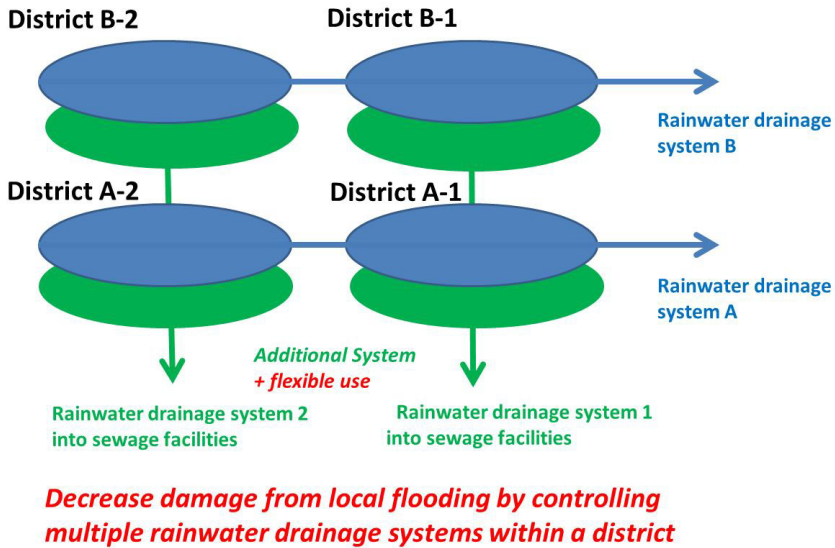 District B-2
District B-1
Rainwater drainage
system B
District A-2
District A-1
Rainwater drainage
system A
Additional System
+ flexible use
Rainwater drainage system 2
into sewage facilities
Rainwater drainage system 1
into sewage facilities
Decrease damage from local flooding by controlling
multiple rainwater drainage systems within a district